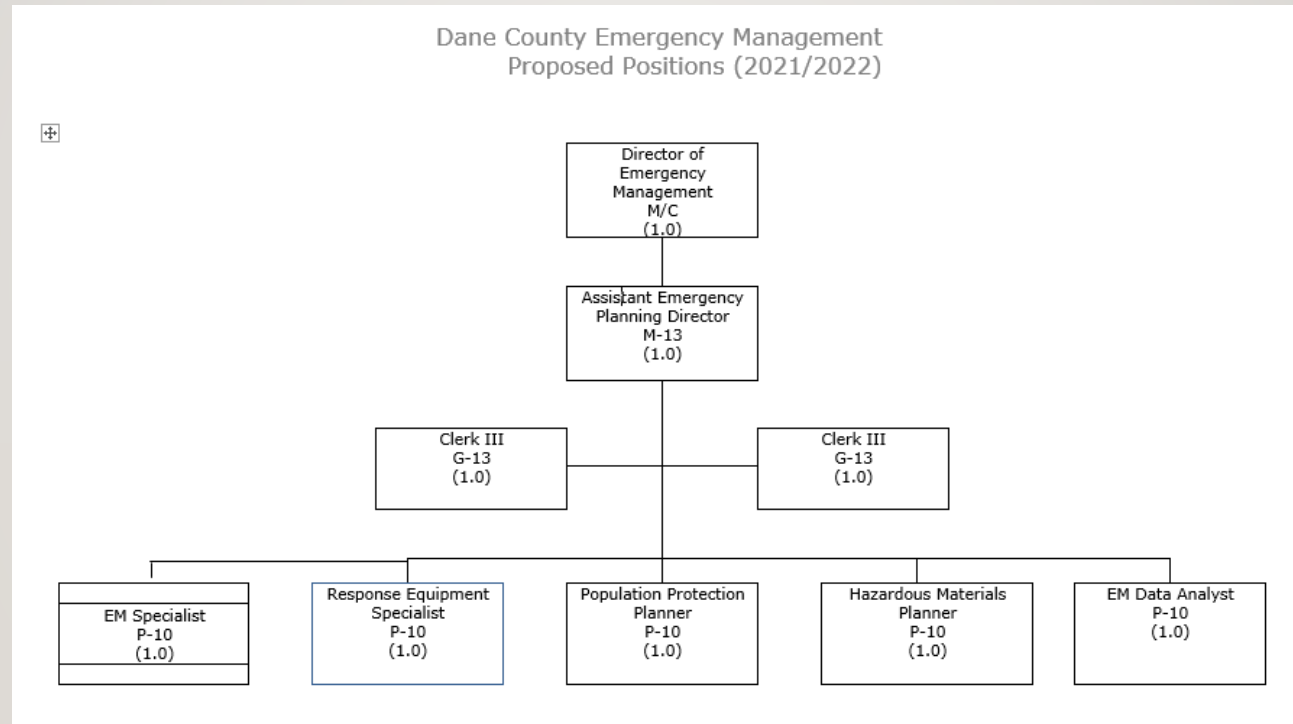 Dane County Emergency Management
Proposed Positions (2021/2022)
Director of
Emergency
Management
M/C
(1.0)
Assistant Emergency
Planning Director
M-13
(1.0)
Clerk III
G-13
(1.0)
Clerk III
G-13
(1.0)
EM Specialist
P-10
(1.0)
Response Equipment
Specialist
P-10
(1.0)
Population Protection
Planner
P-10
(1.0)
Hazardous Materials
Planner
P-10
(1.0)
EM Data Analyst
P-10
(1.0)